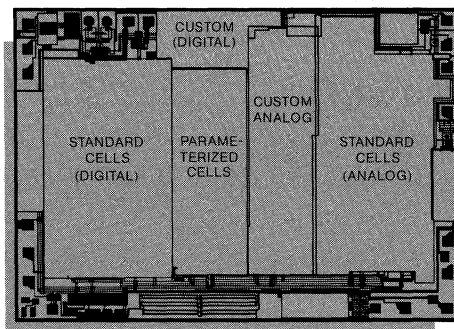 CUSTOM
(DIGITAL)
CUSTOM
ANALOG
STANDARD
CELLS
(DIGITAL)
PARAME-
TERIZED
CELLS
STANDARD
CELLS
(ANALOG)